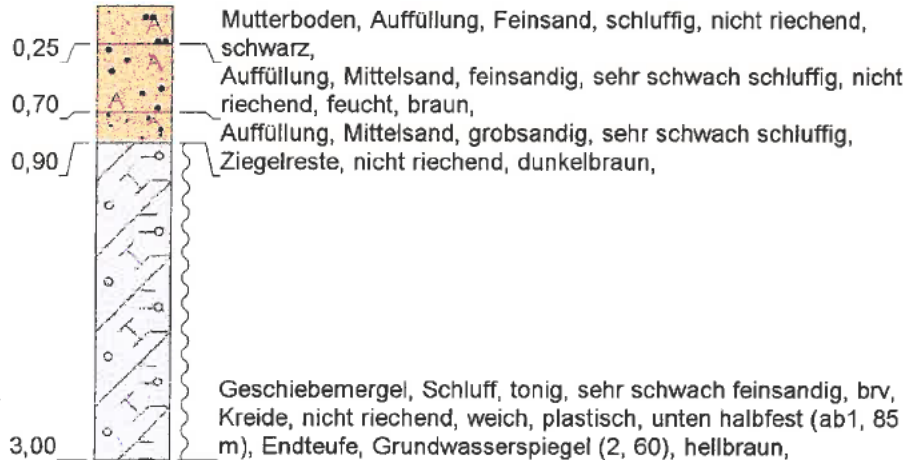 Mutterboden, Auffüllung, Feinsand, schluffig, nicht riechend,
0,25 schwarz,
Auffüllung, Mittelsand, feinsandig, sehr schwach schluffig, nicht
0,70 riechend, feucht, braun,
Auffüllung, Mittelsand, grobsandig, sehr schwach schluffig,
0,90 Ziegelreste, nicht riechend, dunkelbraun,
A
A
A
A
Geschiebemergel, Schluff, tonig, sehr schwach feinsandig, brv,
Kreide, nicht riechend, weich, plastisch, unten halbfest (ab1, 85
3,00 m), Endteufe, Grundwasserspiegel (2, 60), hellbraun,